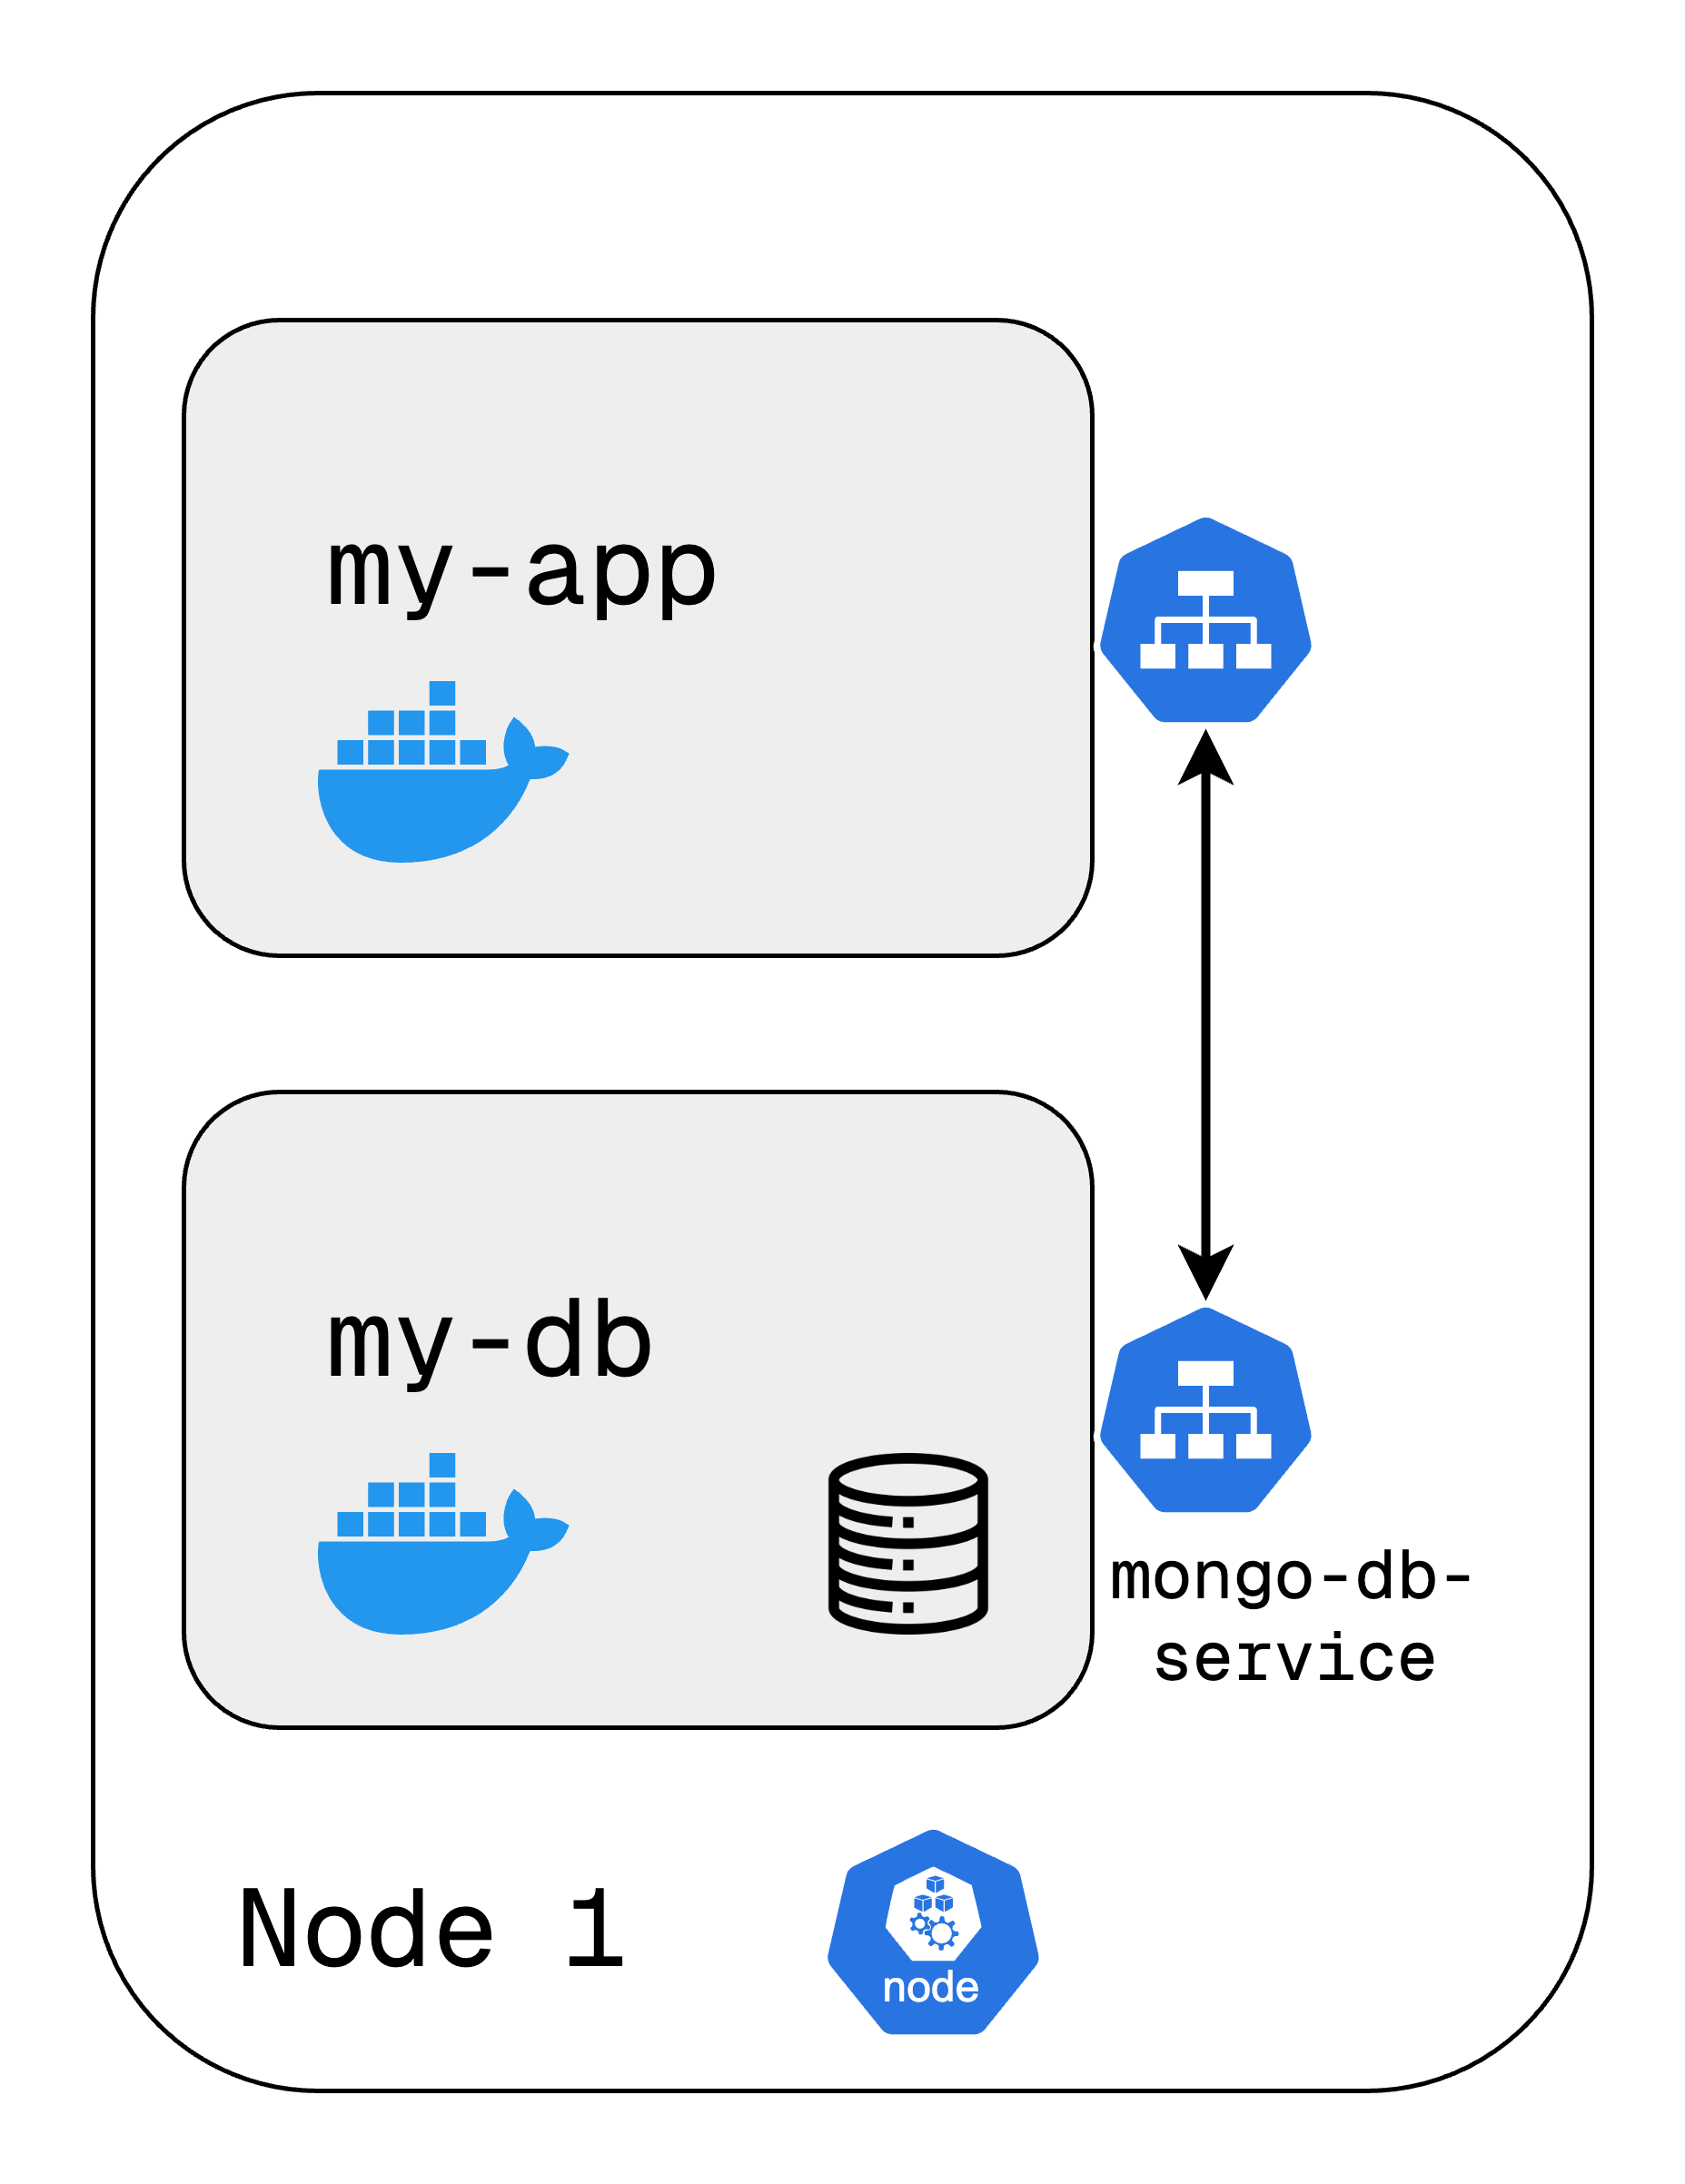 my-app
my-db
mongo-db-
service
Node 1
node